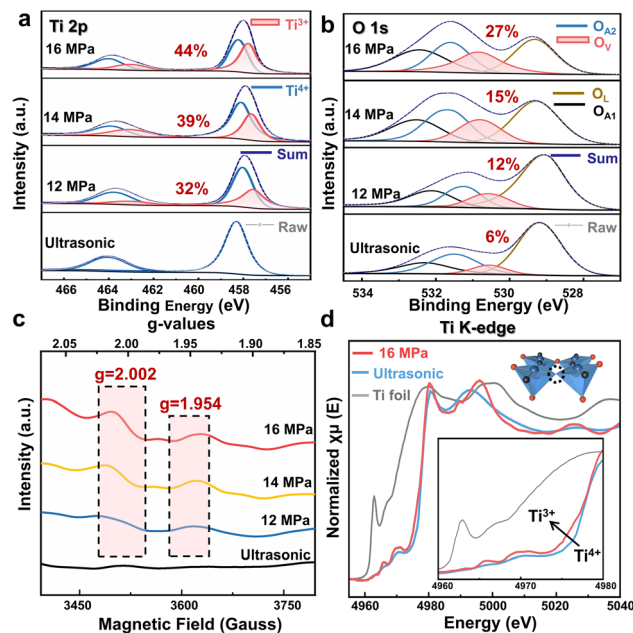 a
Ti 2p
16 MPa
44%
Ti3+
14 MPa
39%
Ti4+
12 MPa
32%
Sum
Ultrasonic
Raw
Intensity (a.u.)
466 464 462 460 458 456
Binding Energy (eV)
b
O 1s
16 MPa
27%
OA2
OV
14 MPa
15%
OL
OA1
12 MPa
12%
Sum
Ultrasonic
6%
Raw
Intensity (a.u.)
534 532 530 528
Binding Energy (eV)
c
g-values
2.05 2.00 1.95 1.90 1.85
g=2.002
g=1.954
16 MPa
14 MPa
12 MPa
Ultrasonic
Intensity (a.u.)
3450 3600 3750
Magnetic Field (Gauss)
d
Ti K-edge
16 MPa
Ultrasonic
Ti foil
Normalized χμ (E)
Ti3+
Ti4+
4960 4970 4980
4960 4980 5000 5020 5040
Energy (eV)